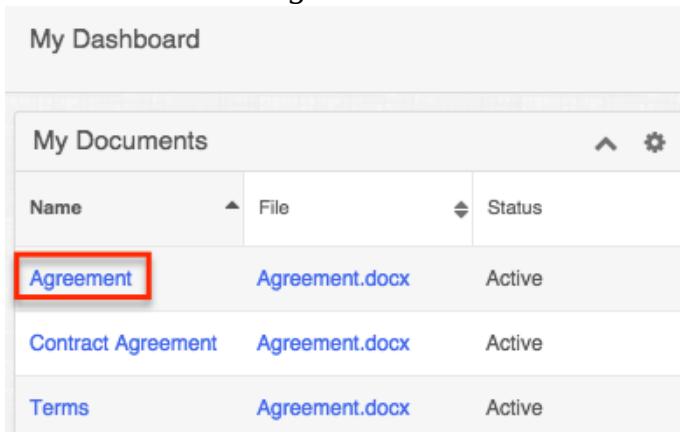 My Dashboard
My Documents
Name File Status
Agreement Agreement.docx Active
Contract Agreement Agreement.docx Active
Terms Agreement.docx Active